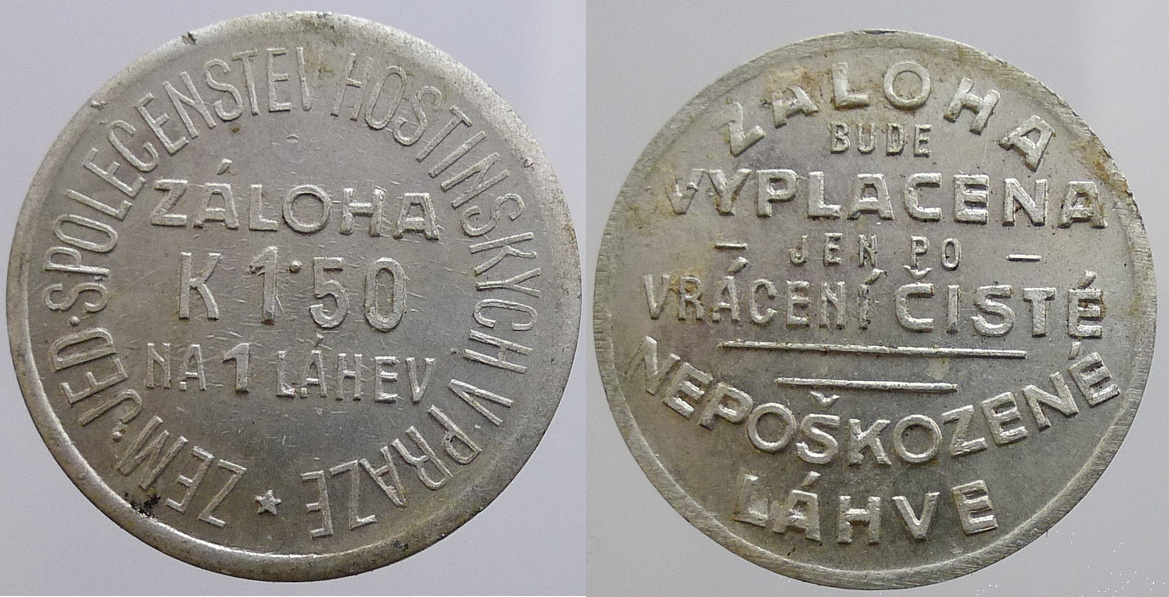 ZEM. JED. SPOLEČENSTEV HOSTINSKÝCH V PRAZE
ZÁLOHA
K 1·50
NA 1 LÁHEV
ZÁLOHA
BUDE
VYPLACENA
— JEN PO —
VRÁCENÍ ČISTÉ
NEPOŠKOZENÉ
LÁHVE